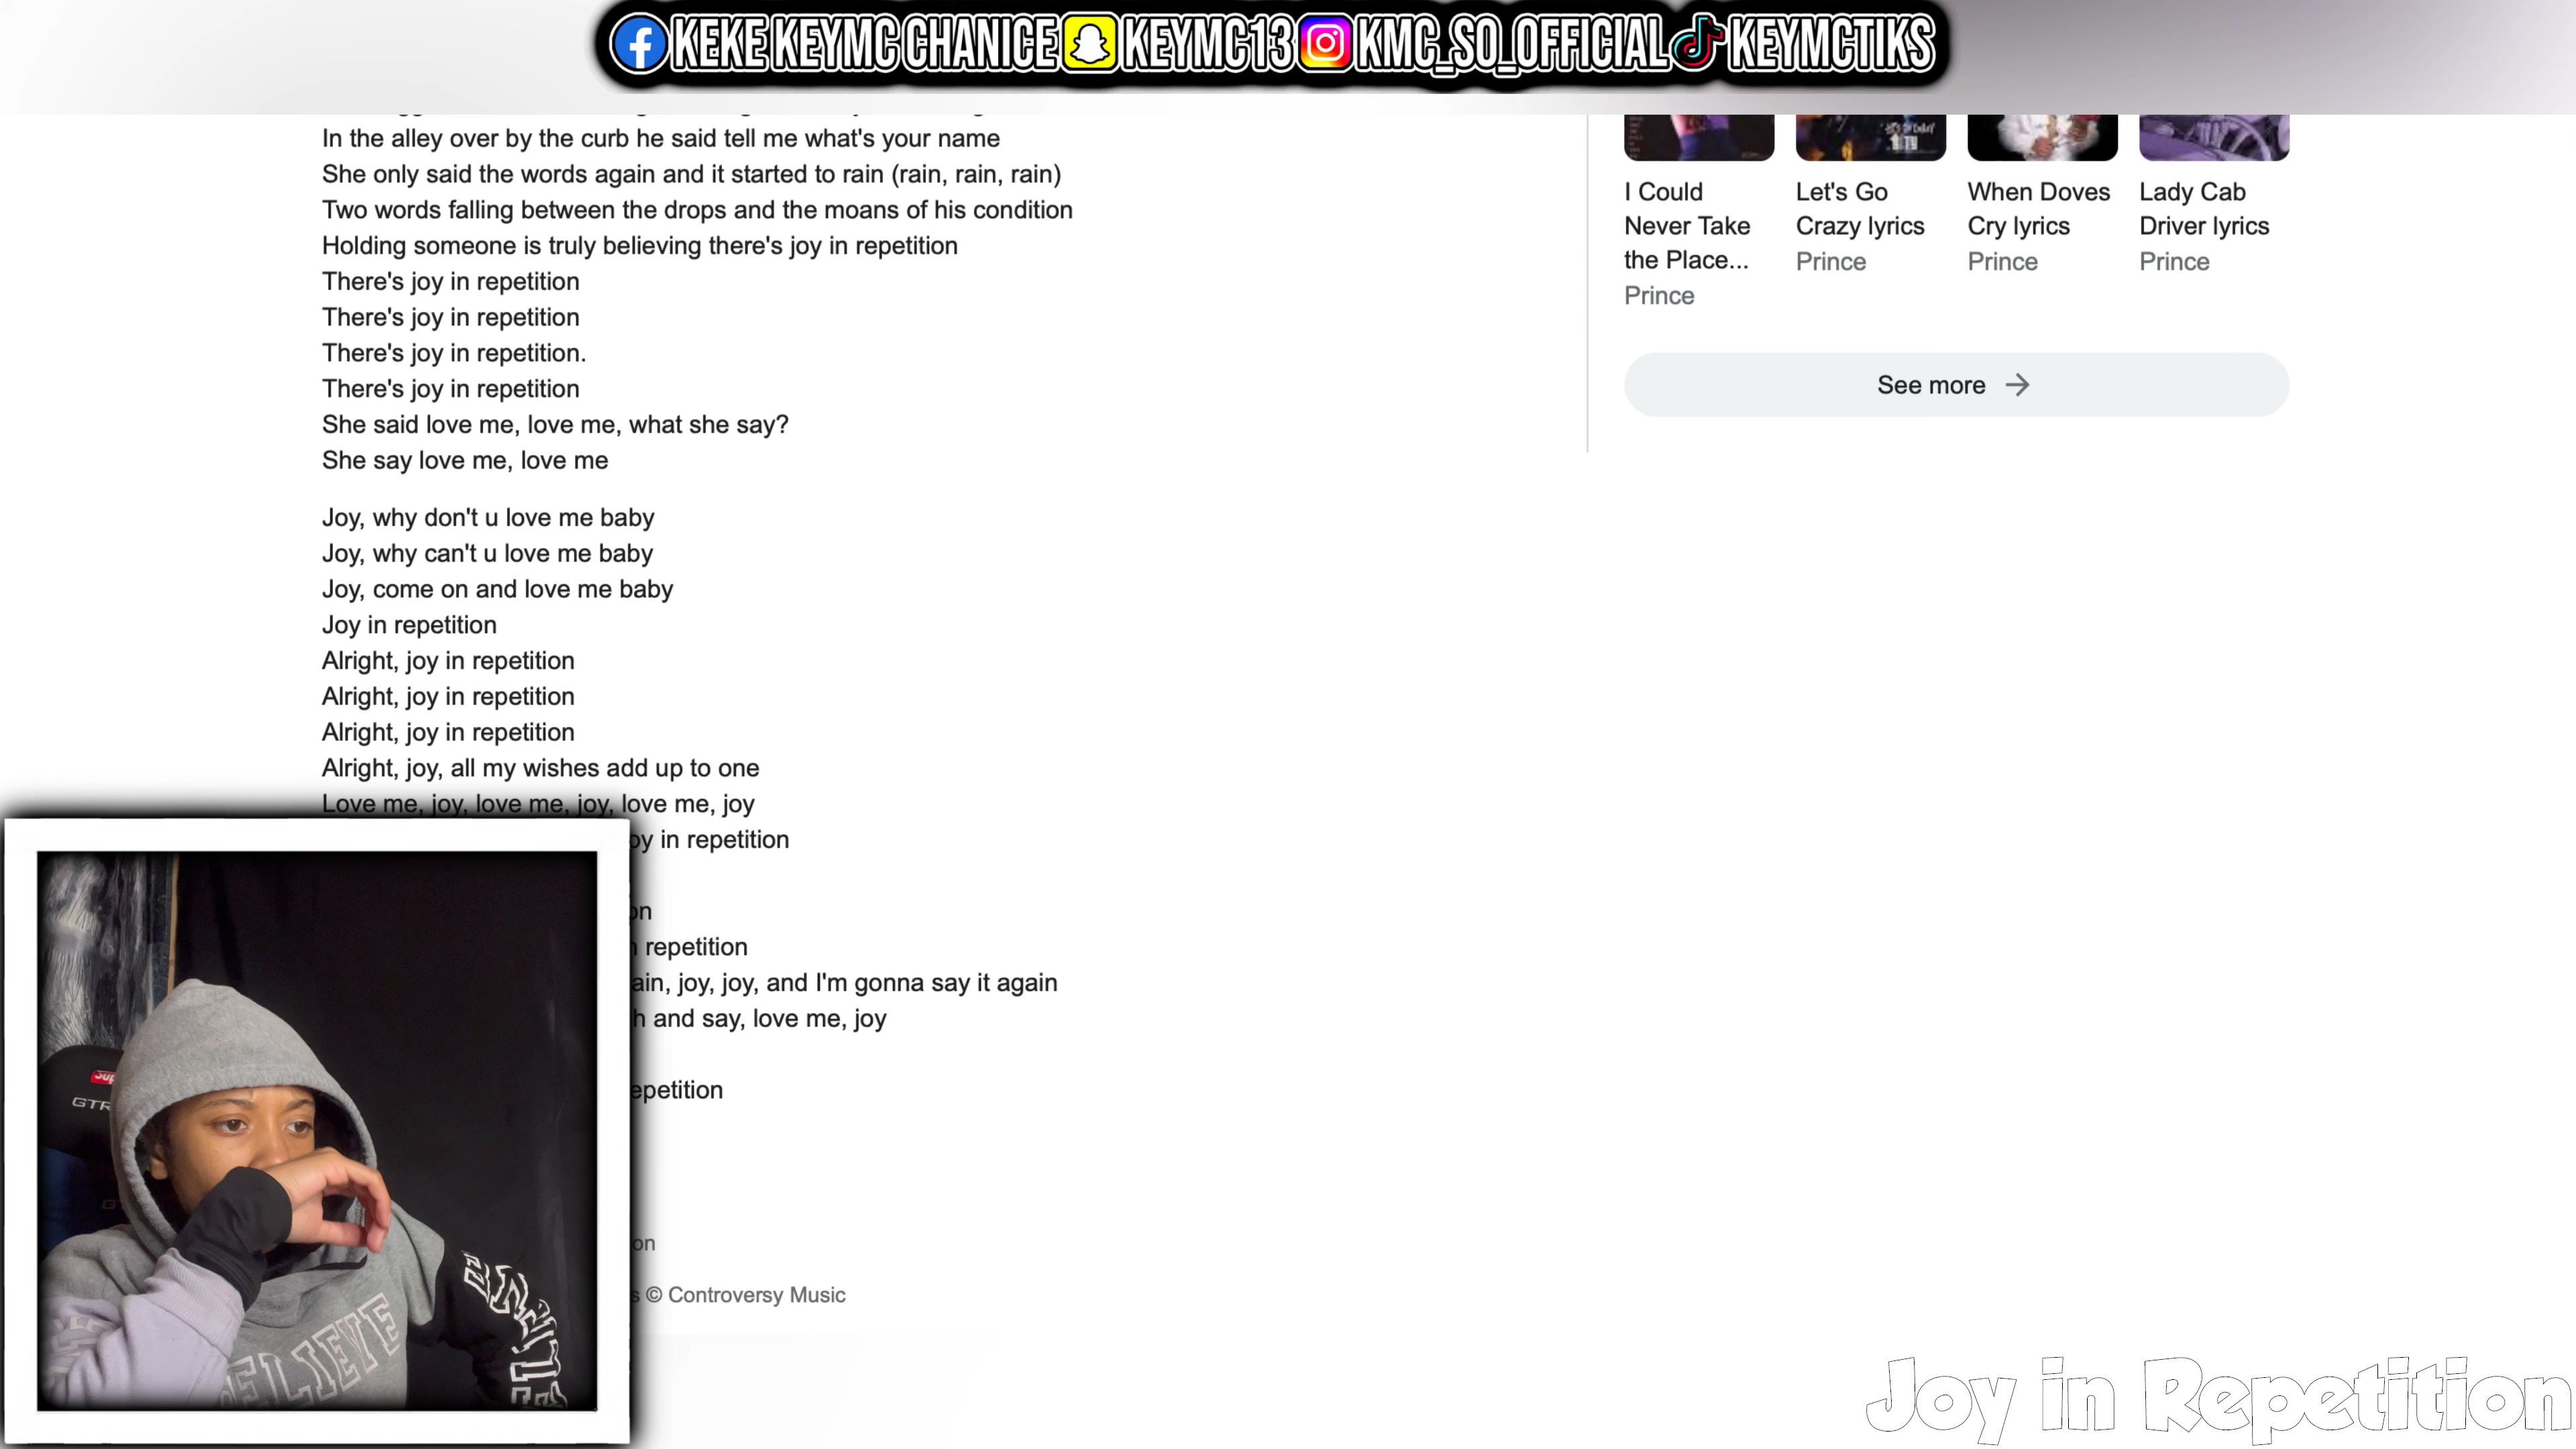 KEKE KEYMC CHANICE KEYMC13 KMC_SO_OFFICIAL KEYMCTIKS
In the alley over by the curb he said tell me what's your name
She only said the words again and it started to rain (rain, rain, rain)
Two words falling between the drops and the moans of his condition
Holding someone is truly believing there's joy in repetition
There's joy in repetition
There's joy in repetition
There's joy in repetition.
There's joy in repetition
She said love me, love me, what she say?
She say love me, love me
Joy, why don't u love me baby
Joy, why can't u love me baby
Joy, come on and love me baby
Joy in repetition
Alright, joy in repetition
Alright, joy in repetition
Alright, joy in repetition
Alright, joy, all my wishes add up to one
Love me, joy, love me, joy, love me, joy
oy in repetition
on
repetition
ain, joy, joy, and I'm gonna say it again
h and say, love me, joy
epetition
on
s © Controversy Music
I Could
Never Take
the Place...
Prince
Let's Go
Crazy lyrics
Prince
When Doves
Cry lyrics
Prince
Lady Cab
Driver lyrics
Prince
See more
Sup
GTR
ELIEVE
Joy in Repetition